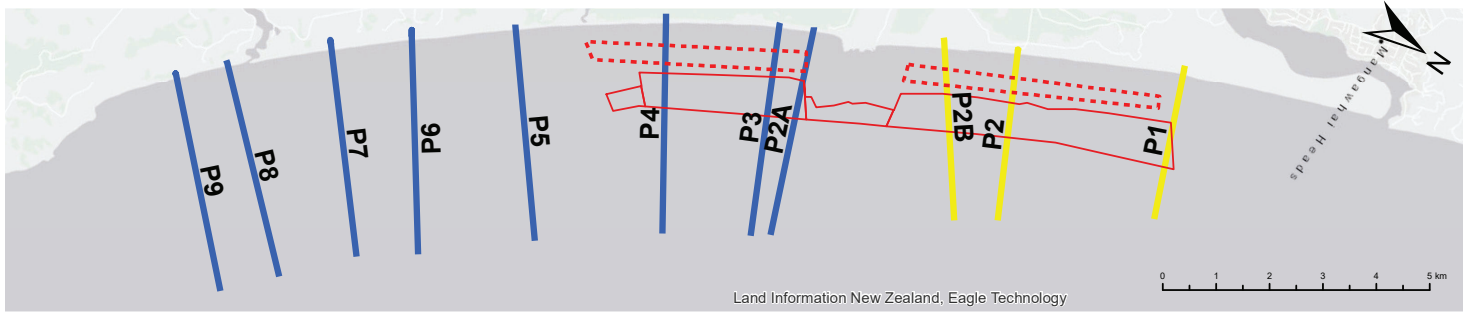 P9
P8
P7
P6
P5
P4
P3
P2A
P2B
P2
P1
Mangawhai Heads
N
0 1 2 3 4 5 km
Land Information New Zealand, Eagle Technology